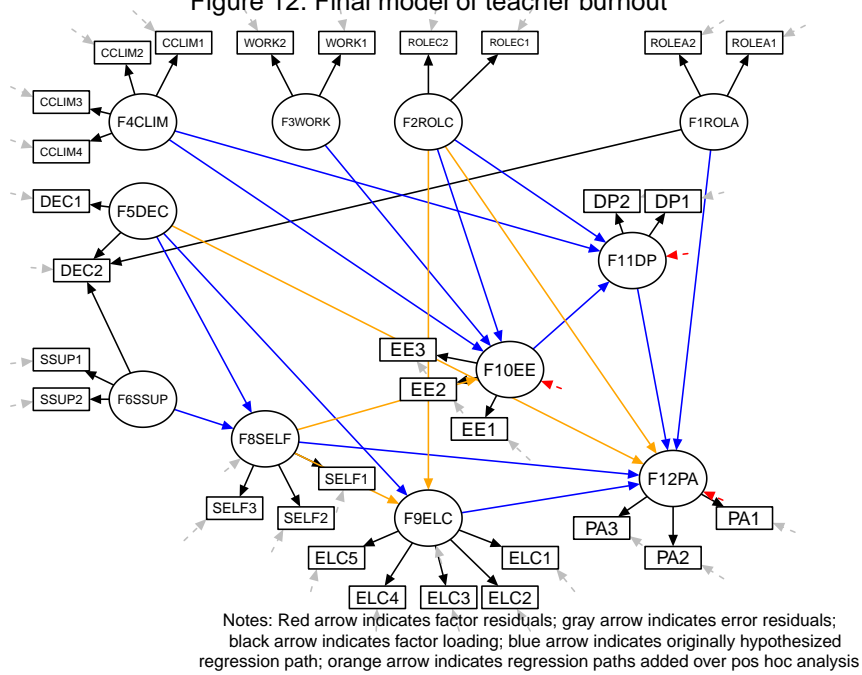 Figure 12. Final model of teacher burnout
CCLIM1
WORK2
WORK1
ROLEC2
ROLEC1
ROLEA2
ROLEA1
CCLIM2
CCLIM3
F4CLIM
F3WORK
F2ROLC
F1ROLA
CCLIM4
DEC1
F5DEC
DP2
DP1
F11DP
DEC2
EE3
SSUP1
F10EE
EE2
SSUP2
F6SSUP
EE1
F8SELF
SELF1
F12PA
SELF3
SELF2
F9ELC
PA1
PA3
ELC5
ELC1
PA2
ELC4
ELC3
ELC2
Notes: Red arrow indicates factor residuals; gray arrow indicates error residuals;
black arrow indicates factor loading; blue arrow indicates originally hypothesized
regression path; orange arrow indicates regression paths added over pos hoc analysis